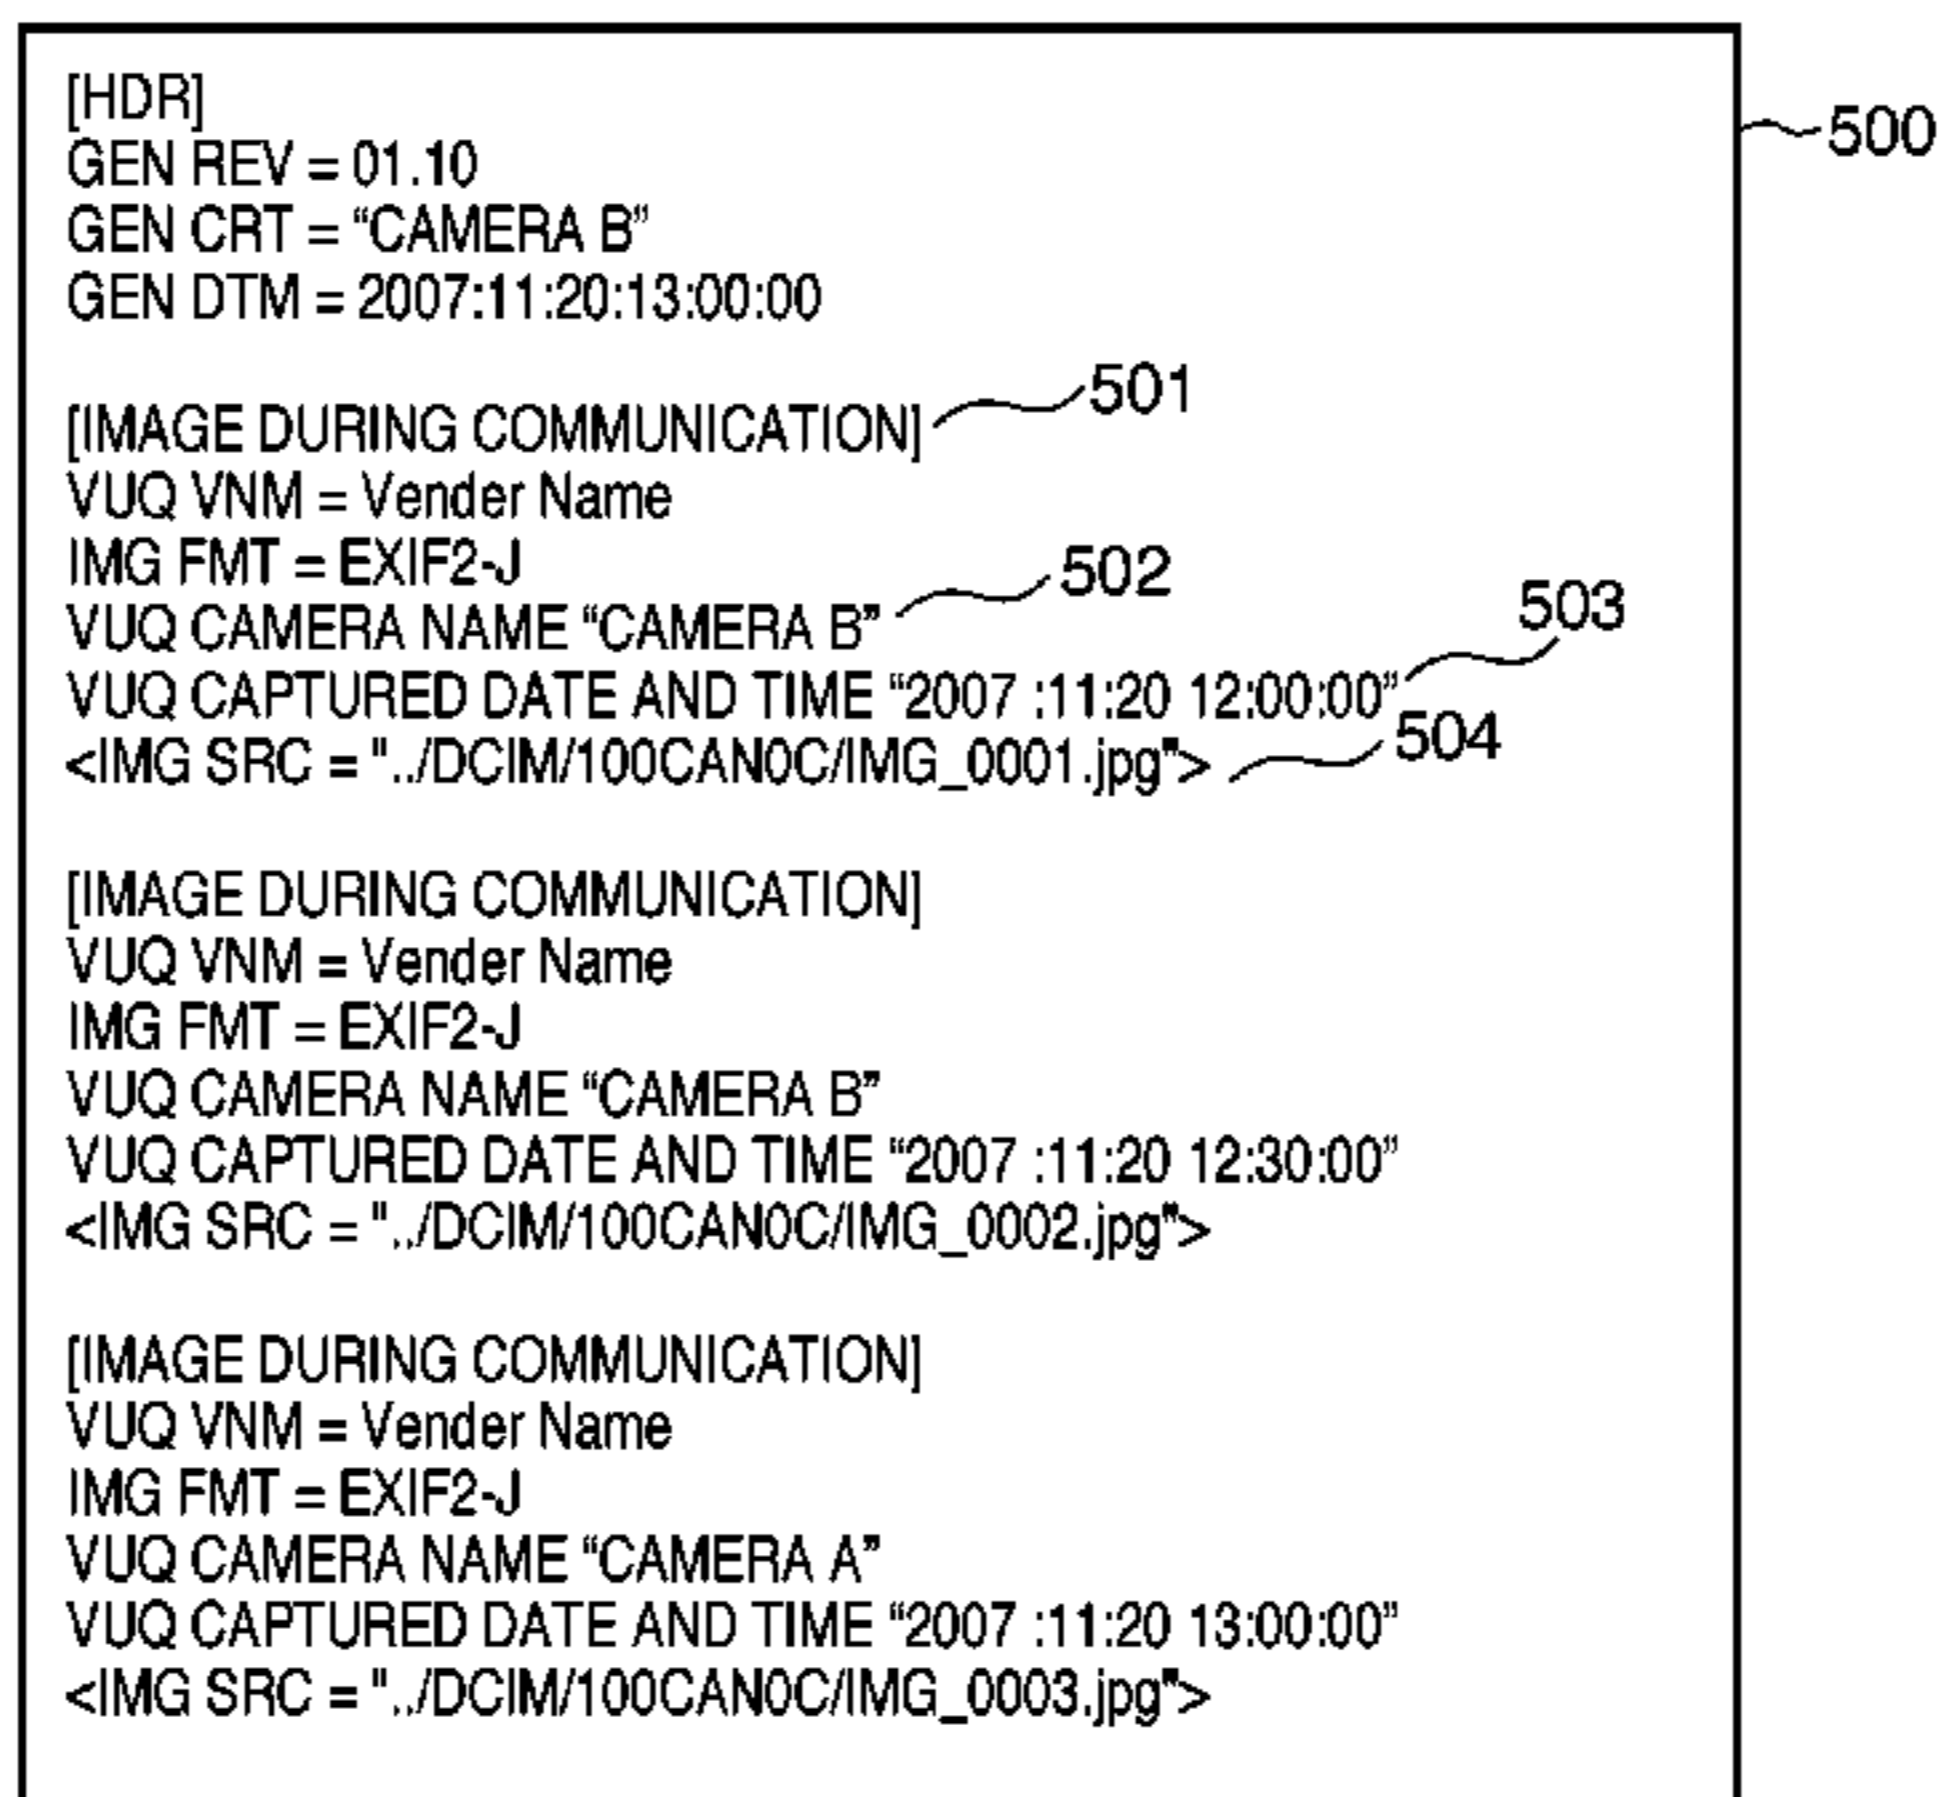 [HDR]
500
GEN REV = 01.10
GEN CRT = “CAMERA B”
GEN DTM = 2007:11:20:13:00:00
[IMAGE DURING COMMUNICATION] 501
VUQ VNM = Vender Name
IMG FMT = EXIF2-J
VUQ CAMERA NAME “CAMERA B” 502
VUQ CAPTURED DATE AND TIME “2007 :11:20 12:00:00” 503
<IMG SRC = "../DCIM/100CAN0C/IMG_0001.jpg"> 504
[IMAGE DURING COMMUNICATION]
VUQ VNM = Vender Name
IMG FMT = EXIF2-J
VUQ CAMERA NAME “CAMERA B”
VUQ CAPTURED DATE AND TIME “2007 :11:20 12:30:00”
<IMG SRC = "../DCIM/100CAN0C/IMG_0002.jpg">
[IMAGE DURING COMMUNICATION]
VUQ VNM = Vender Name
IMG FMT = EXIF2-J
VUQ CAMERA NAME “CAMERA A”
VUQ CAPTURED DATE AND TIME “2007 :11:20 13:00:00”
<IMG SRC = "../DCIM/100CAN0C/IMG_0003.jpg">